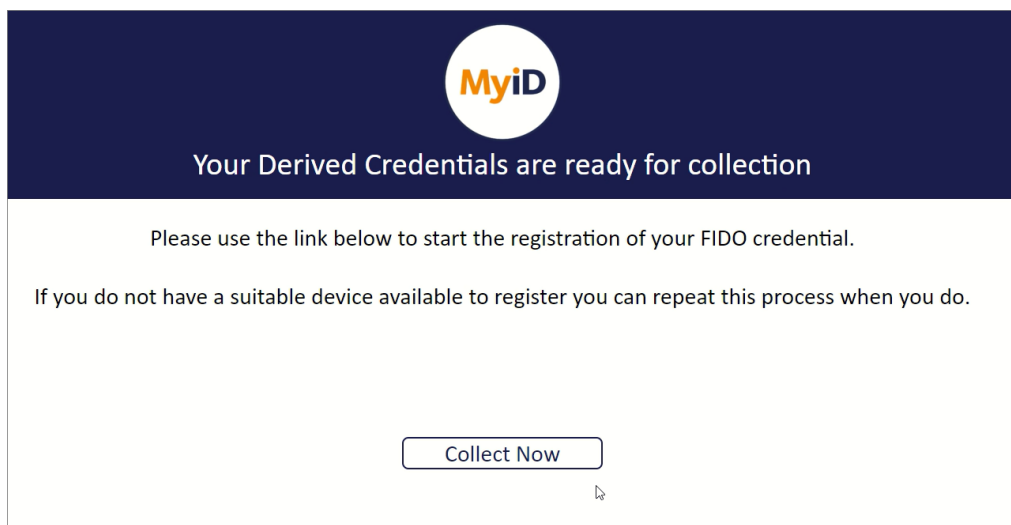 MyiD
Your Derived Credentials are ready for collection
Please use the link below to start the registration of your FIDO credential.
If you do not have a suitable device available to register you can repeat this process when you do.
Collect Now